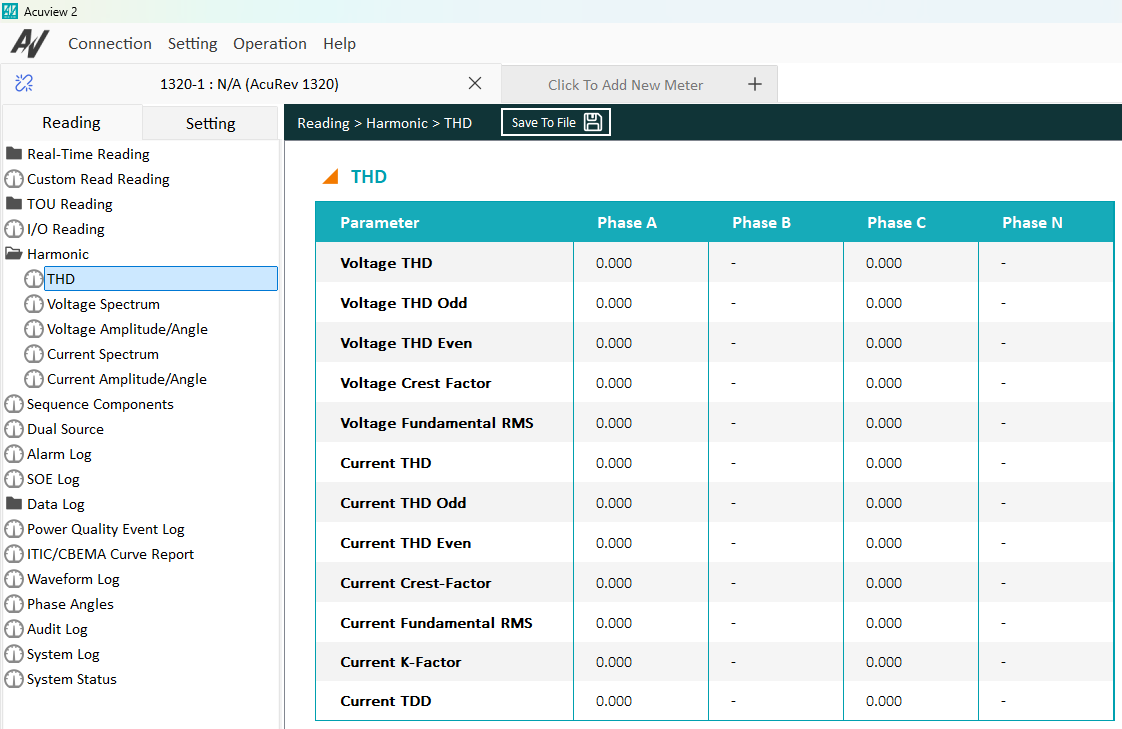 Acuview 2
Connection Setting Operation Help
1320-1 : N/A (AcuRev 1320)
Click To Add New Meter
Reading Setting
Real-Time Reading
Custom Read Reading
TOU Reading
I/O Reading
Harmonic
THD
Voltage Spectrum
Voltage Amplitude/Angle
Current Spectrum
Current Amplitude/Angle
Sequence Components
Dual Source
Alarm Log
SOE Log
Data Log
Power Quality Event Log
ITIC/CBEMA Curve Report
Waveform Log
Phase Angles
Audit Log
System Log
System Status
Reading > Harmonic > THD Save To File
THD
Parameter Phase A Phase B Phase C Phase N
Voltage THD 0.000 - 0.000 -
Voltage THD Odd 0.000 - 0.000 -
Voltage THD Even 0.000 - 0.000 -
Voltage Crest Factor 0.000 - 0.000 -
Voltage Fundamental RMS 0.000 - 0.000 -
Current THD 0.000 - 0.000 -
Current THD Odd 0.000 - 0.000 -
Current THD Even 0.000 - 0.000 -
Current Crest-Factor 0.000 - 0.000 -
Current Fundamental RMS 0.000 - 0.000 -
Current K-Factor 0.000 - 0.000 -
Current TDD 0.000 - 0.000 -